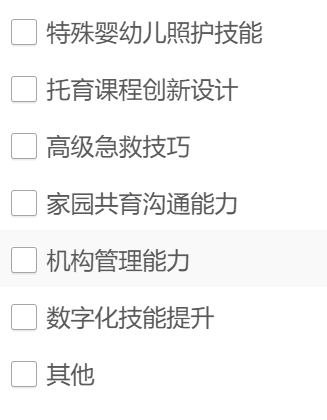 特殊婴幼儿照护技能
托育课程创新设计
高级急救技巧
家园共育沟通能力
机构管理能力
数字化技能提升
其他